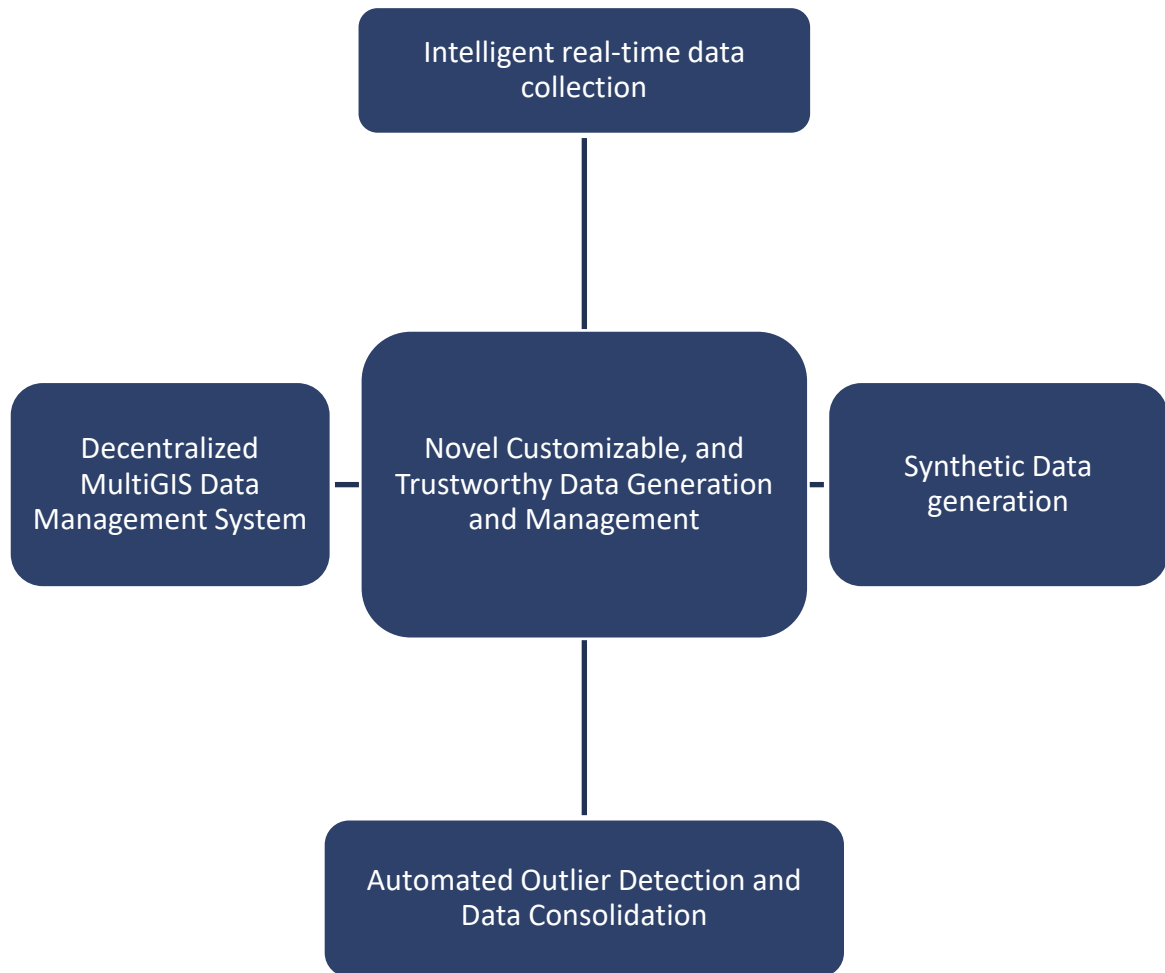 Intelligent real-time data
collection
Decentralized
MultiGIS Data
Management System
Novel Customizable, and
Trustworthy Data Generation
and Management
Synthetic Data
generation
Automated Outlier Detection and
Data Consolidation